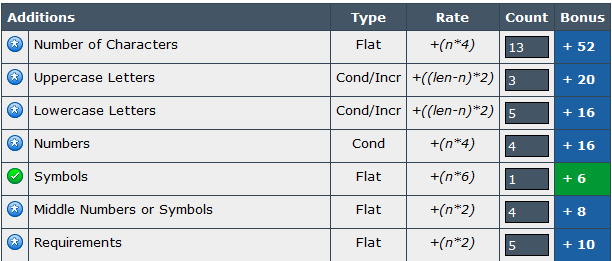 Additions Type Rate Count Bonus
Number of Characters Flat +(n*4) 13 + 52
Uppercase Letters Cond/Incr +((len-n)*2) 3 + 20
Lowercase Letters Cond/Incr +((len-n)*2) 5 + 16
Numbers Cond +(n*4) 4 + 16
Symbols Flat +(n*6) 1 + 6
Middle Numbers or Symbols Flat +(n*2) 4 + 8
Requirements Flat +(n*2) 5 + 10